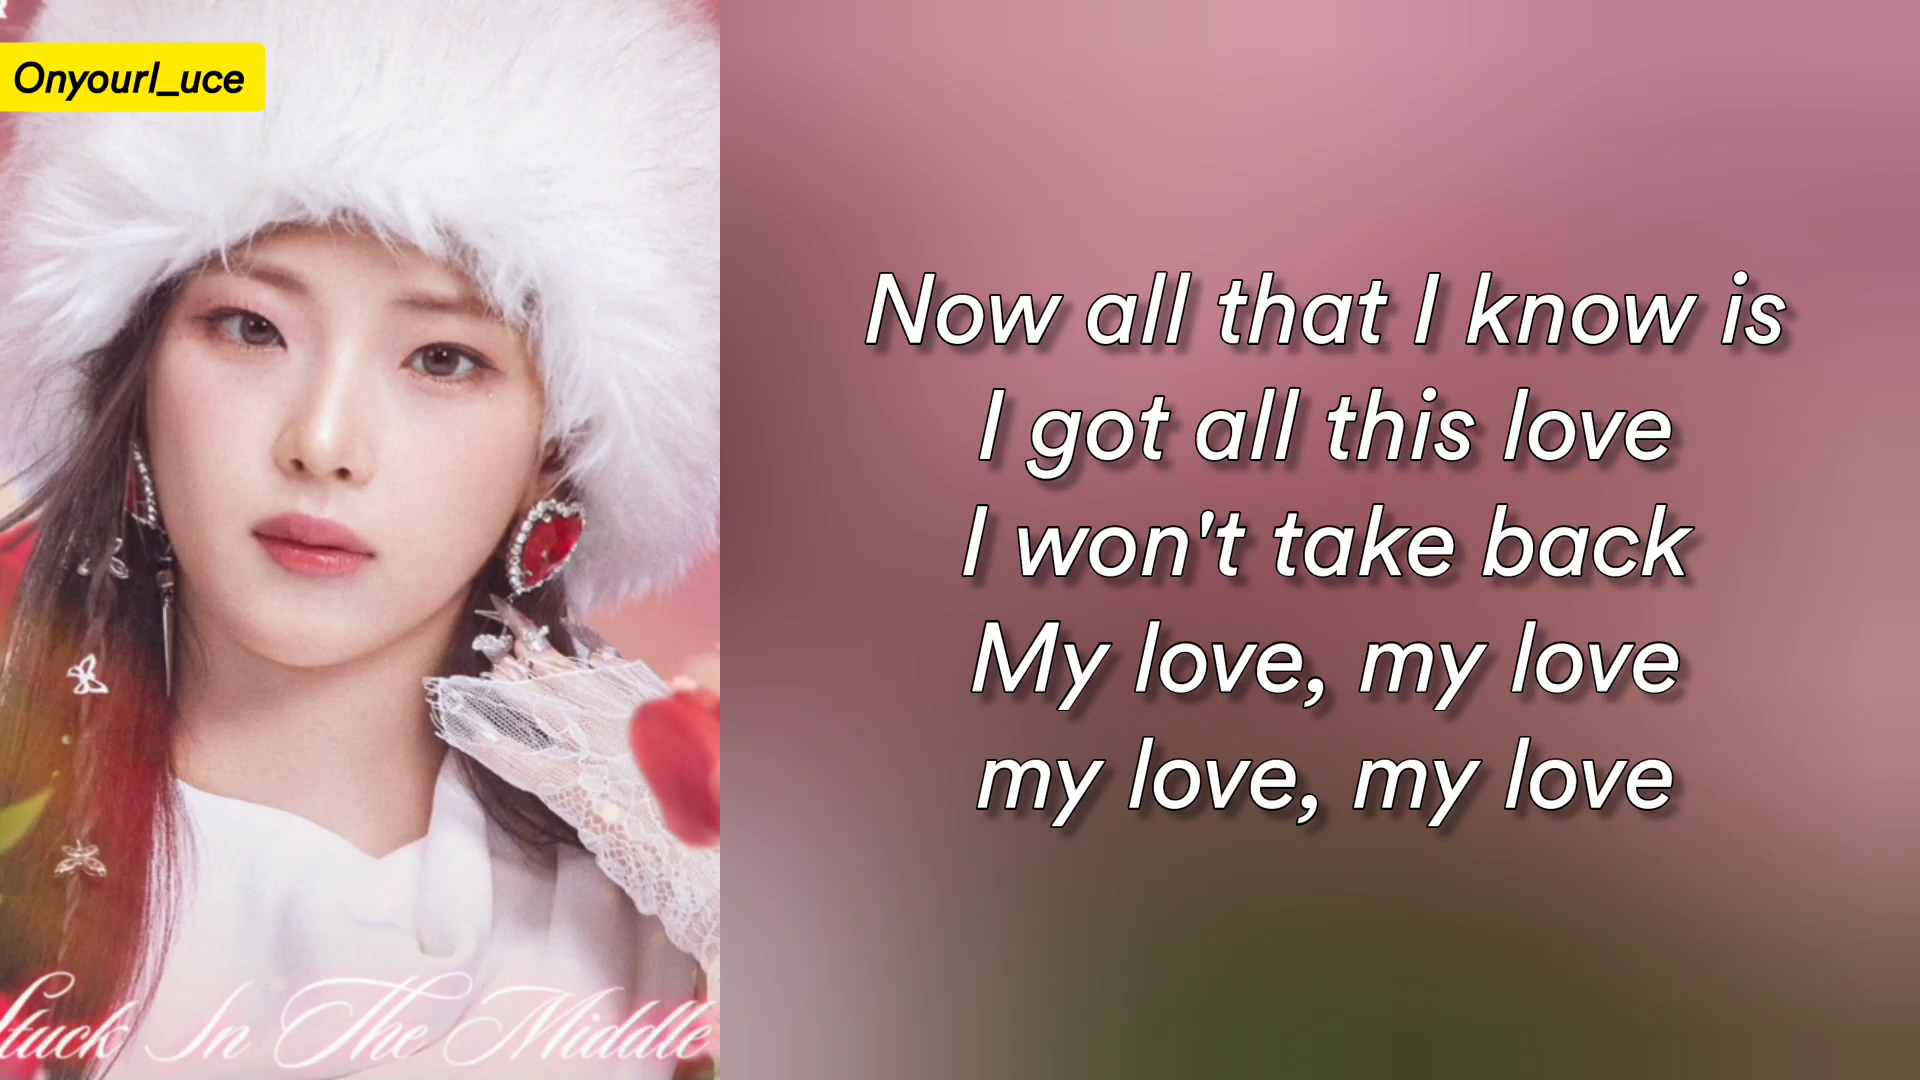 Onyourl_uce
Now all that I know is
I got all this love
I won't take back
My love, my love
my love, my love
Stuck In The Middle